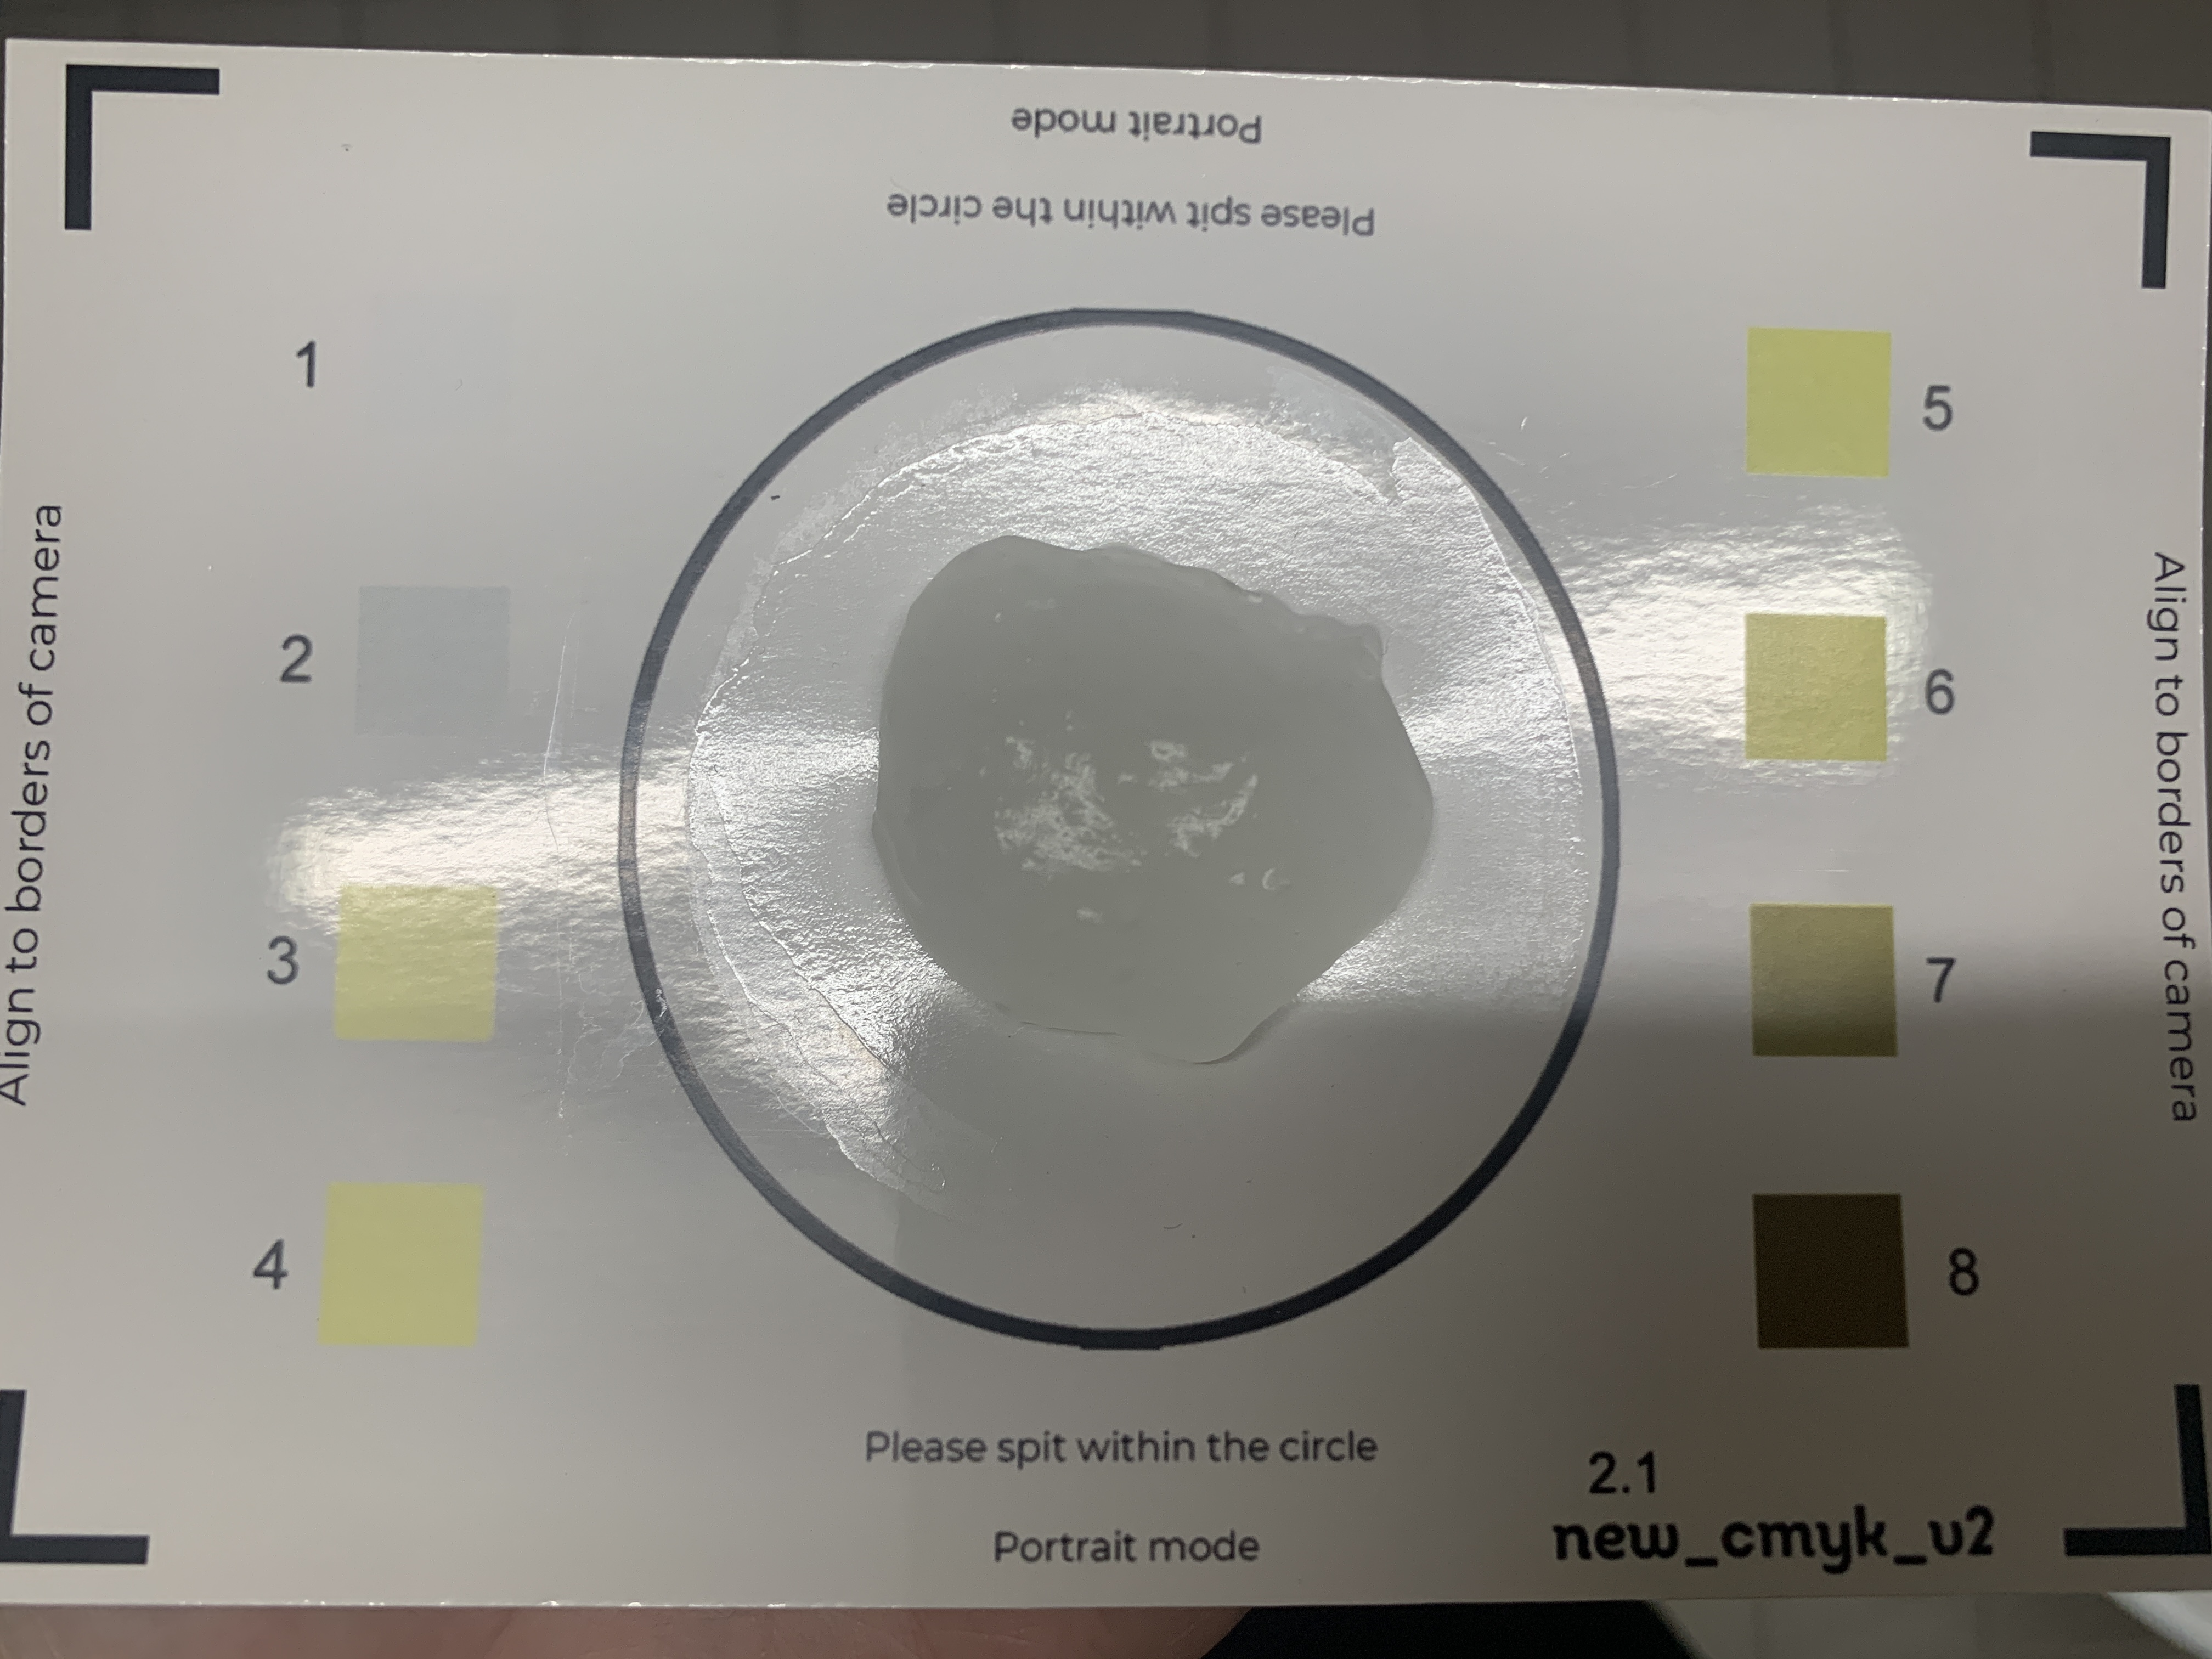 Align to borders of camera
4
3
2
1
Please spit within the circle
Portrait mode
Please spit within the circle
Portrait mode
2.1
new_cmyk_v2
8
7
6
5
Align to borders of camera